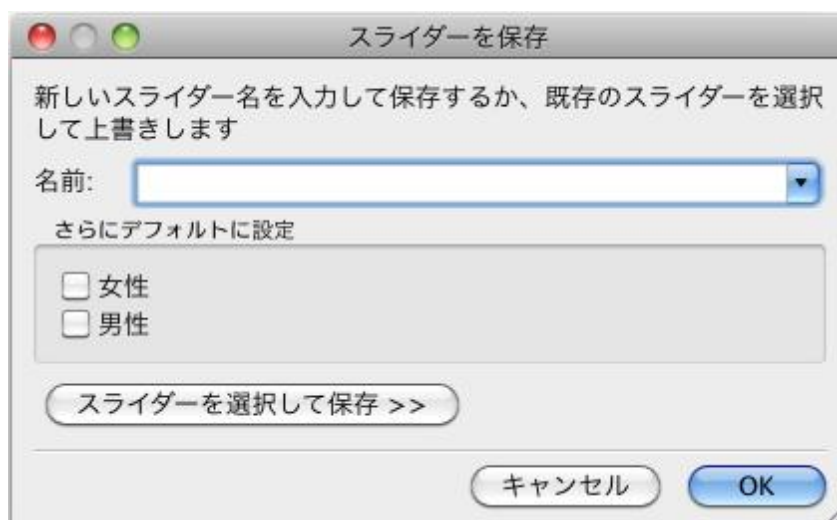 スライダーを保存
新しいスライダー名を入力して保存するか、既存のスライダーを選択
して上書きします
名前:
さらにデフォルトに設定
女性
男性
スライダーを選択して保存 >>
キャンセル
OK